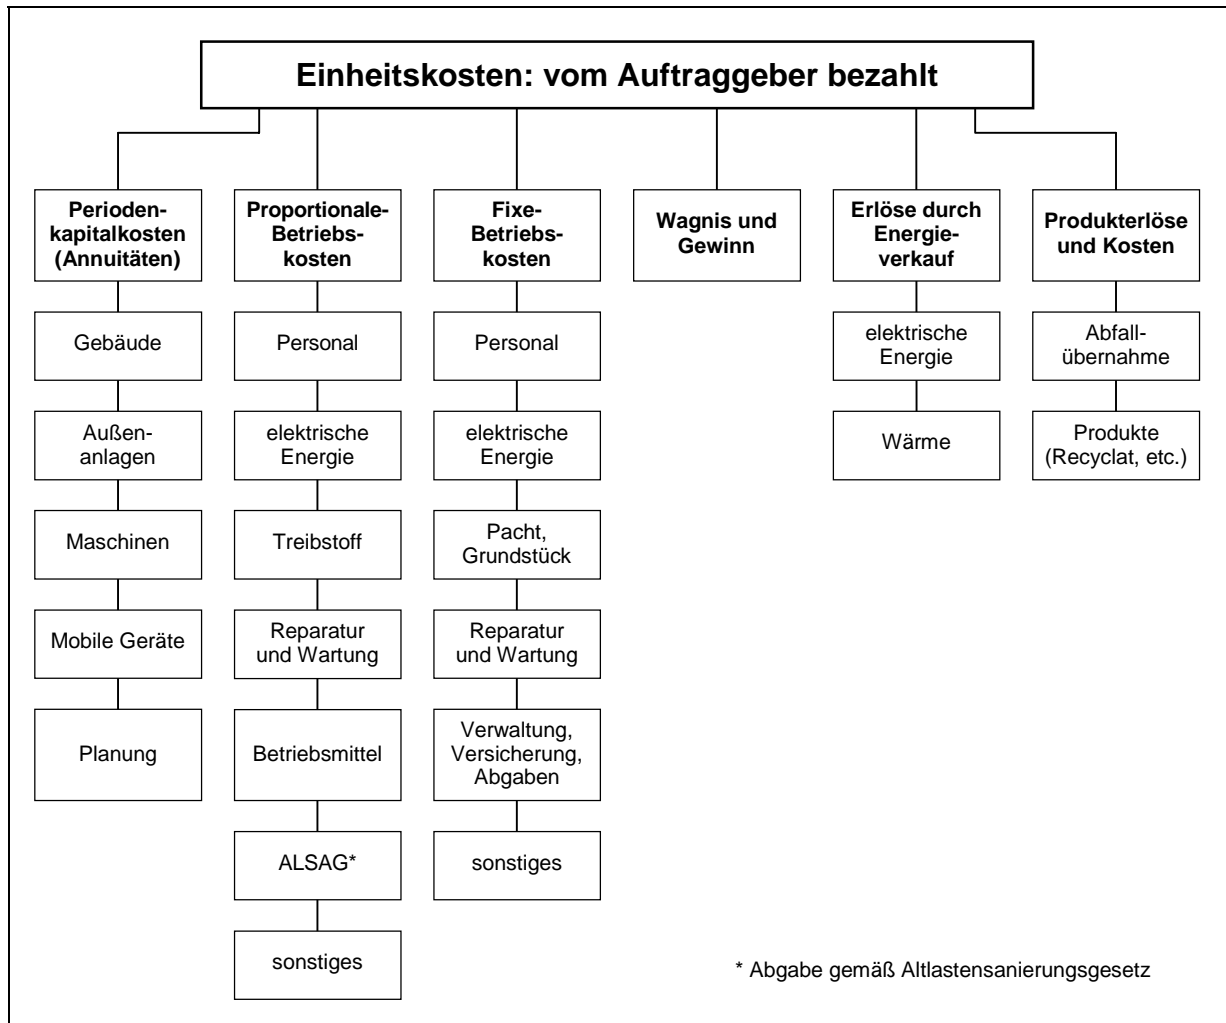 Einheitskosten: vom Auftraggeber bezahlt
Perioden-
kapitalkosten
(Annuitäten)
Gebäude
Außen-
anlagen
Maschinen
Mobile Geräte
Planung
Proportionale-
Betriebs-
kosten
Personal
elektrische
Energie
Treibstoff
Reparatur
und Wartung
Betriebsmittel
ALSAG*
sonstiges
Fixe-
Betriebs-
kosten
Personal
elektrische
Energie
Pacht,
Grundstück
Reparatur
und Wartung
Verwaltung,
Versicherung,
Abgaben
sonstiges
Wagnis und
Gewinn
Erlöse durch
Energie-
verkauf
elektrische
Energie
Wärme
Produkterlöse
und Kosten
Abfall-
übernahme
Produkte
(Recyclat, etc.)
* Abgabe gemäß Altlastensanierungsgesetz